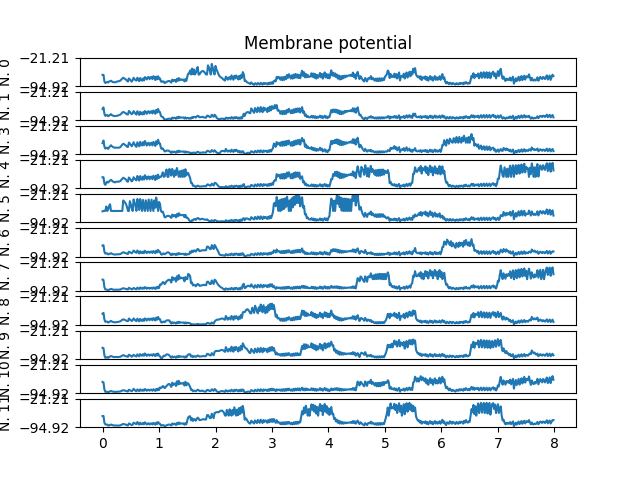 Membrane potential
N. 0
−21.21
−94.92
N. 1
−21.21
−94.92
N. 3
−21.21
−94.92
N. 4
−21.21
−94.92
N. 5
−21.21
−94.92
N. 6
−21.21
−94.92
N. 7
−21.21
−94.92
N. 8
−21.21
−94.92
N. 9
−21.21
−94.92
N. 10
−21.21
−94.92
N. 11
−21.21
−94.92
0 1 2 3 4 5 6 7 8